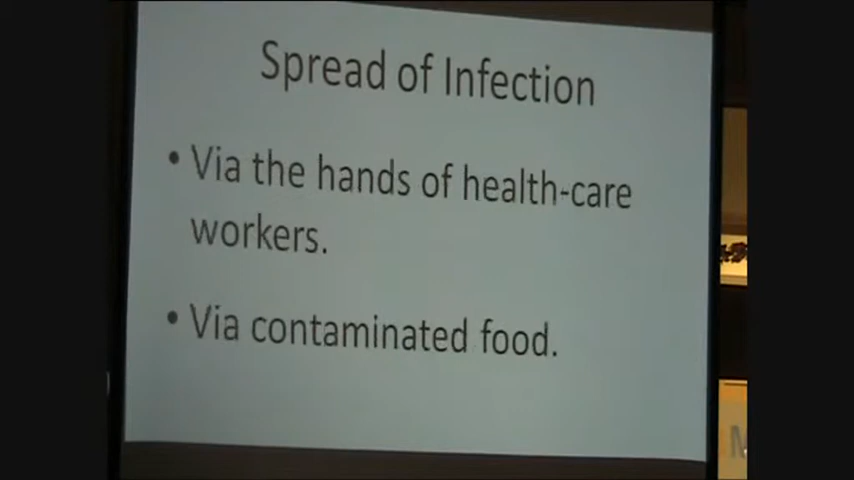 Spread of Infection
• Via the hands of health-care
workers.
• Via contaminated food.